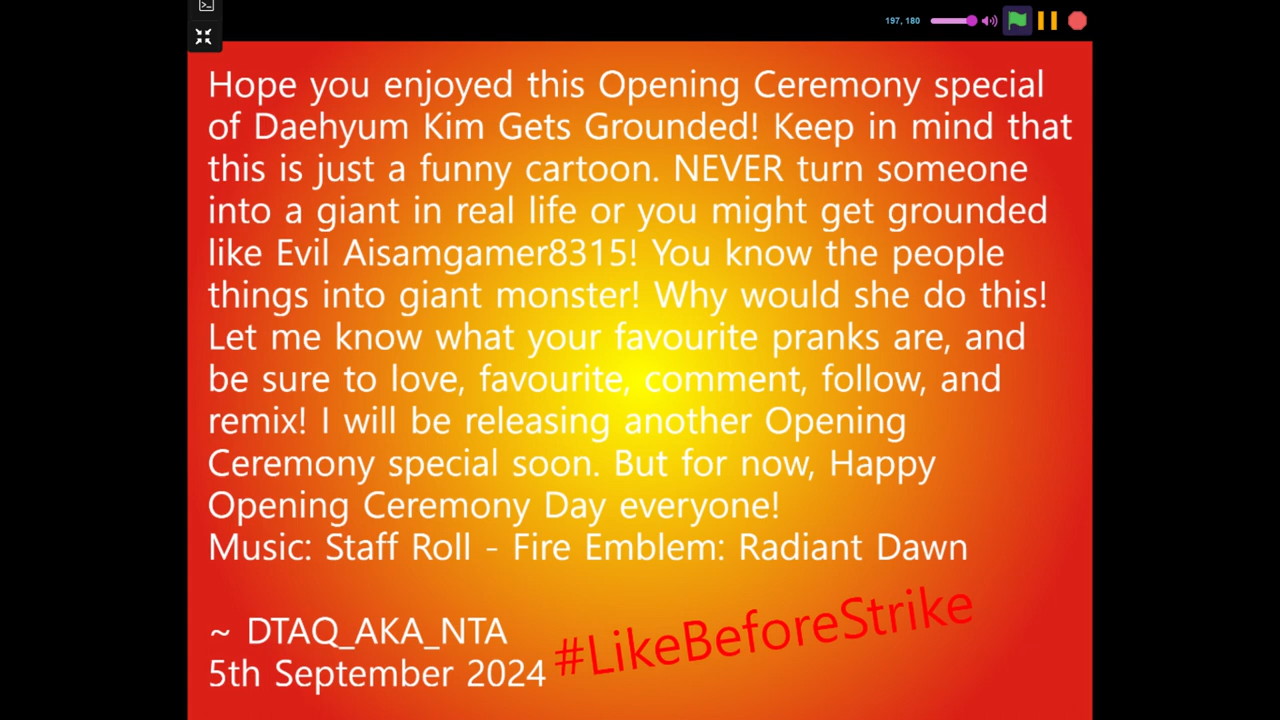 197, 180
Hope you enjoyed this Opening Ceremony special
of Daehyum Kim Gets Grounded! Keep in mind that
this is just a funny cartoon. NEVER turn someone
into a giant in real life or you might get grounded
like Evil Aisamgamer8315! You know the people
things into giant monster! Why would she do this!
Let me know what your favourite pranks are, and
be sure to love, favourite, comment, follow, and
remix! I will be releasing another Opening
Ceremony special soon. But for now, Happy
Opening Ceremony Day everyone!
Music: Staff Roll - Fire Emblem: Radiant Dawn
~ DTAQ_AKA_NTA
5th September 2024
#LikeBeforeStrike